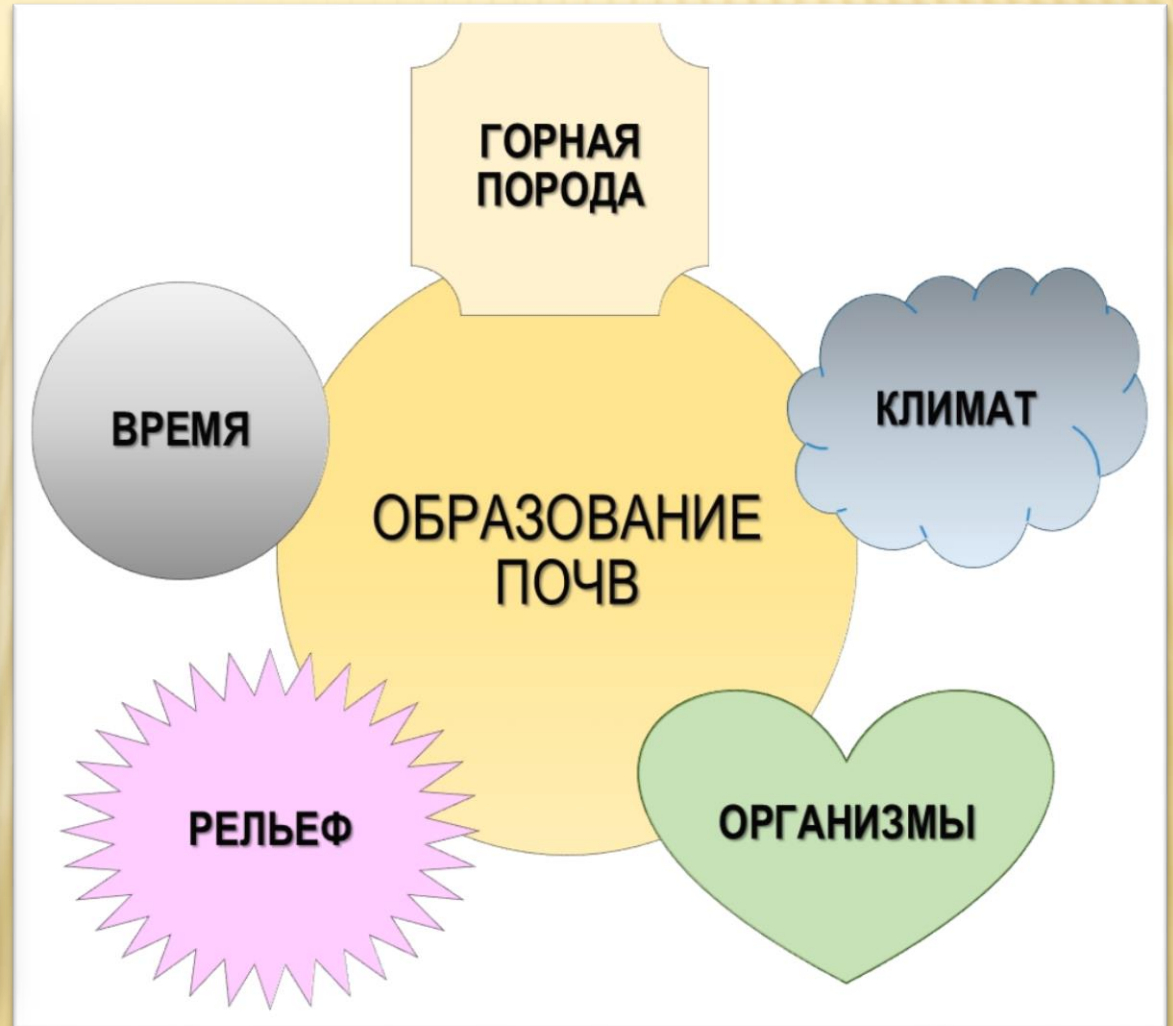 ГОРНАЯ
ПОРОДА
ВРЕМЯ
КЛИМАТ
ОБРАЗОВАНИЕ
ПОЧВ
РЕЛЬЕФ
ОРГАНИЗМЫ